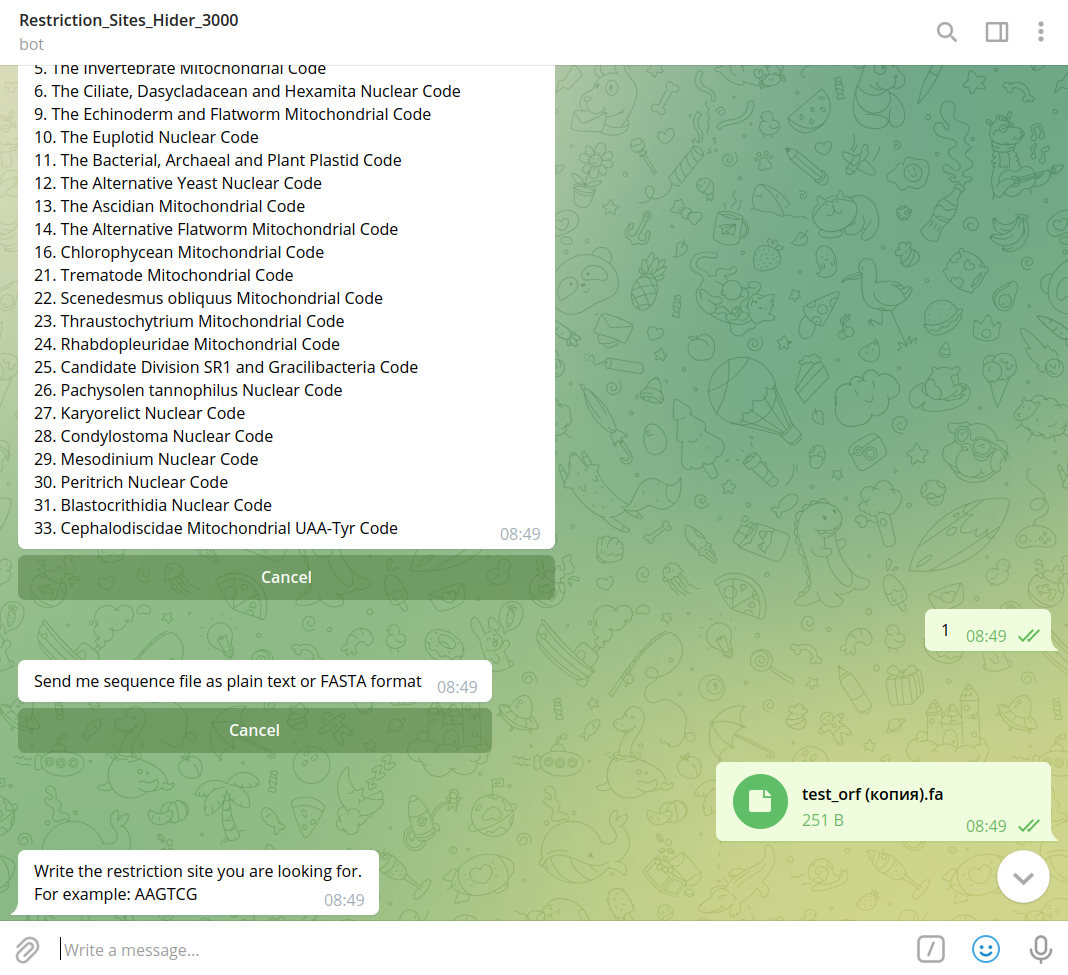 Restriction_Sites_Hider_3000
bot
5. The Invertebrate Mitochondrial Code
6. The Ciliate, Dasycladacean and Hexamita Nuclear Code
9. The Echinoderm and Flatworm Mitochondrial Code
10. The Euplotid Nuclear Code
11. The Bacterial, Archaeal and Plant Plastid Code
12. The Alternative Yeast Nuclear Code
13. The Ascidian Mitochondrial Code
14. The Alternative Flatworm Mitochondrial Code
16. Chlorophycean Mitochondrial Code
21. Trematode Mitochondrial Code
22. Scenedesmus obliquus Mitochondrial Code
23. Thraustochytrium Mitochondrial Code
24. Rhabdopleuridae Mitochondrial Code
25. Candidate Division SR1 and Gracilibacteria Code
26. Pachysolen tannophilus Nuclear Code
27. Karyorelict Nuclear Code
28. Condylostoma Nuclear Code
29. Mesodinium Nuclear Code
30. Peritrich Nuclear Code
31. Blastocrithidia Nuclear Code
33. Cephalodiscidae Mitochondrial UAA-Tyr Code
08:49
Cancel
1 08:49
Send me sequence file as plain text or FASTA format 08:49
Cancel
test_orf (копия).fa
251 B
08:49
Write the restriction site you are looking for.
For example: AAGTCG
08:49
Write a message...